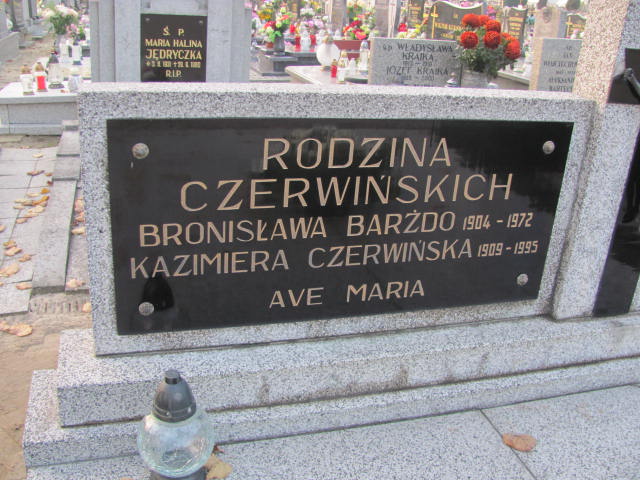 Ś. P.
MARIA HALINA
JĘDRYCZKA
R.I.P.
Ś.P. WŁADYSŁAWA
KRAJKA
JÓZEF KRAJKA
RODZINA
CZERWIŃSKICH
BRONISŁAWA BARŻDO 1904 - 1972
KAZIMIERA CZERWIŃSKA 1909 - 1995
AVE MARIA